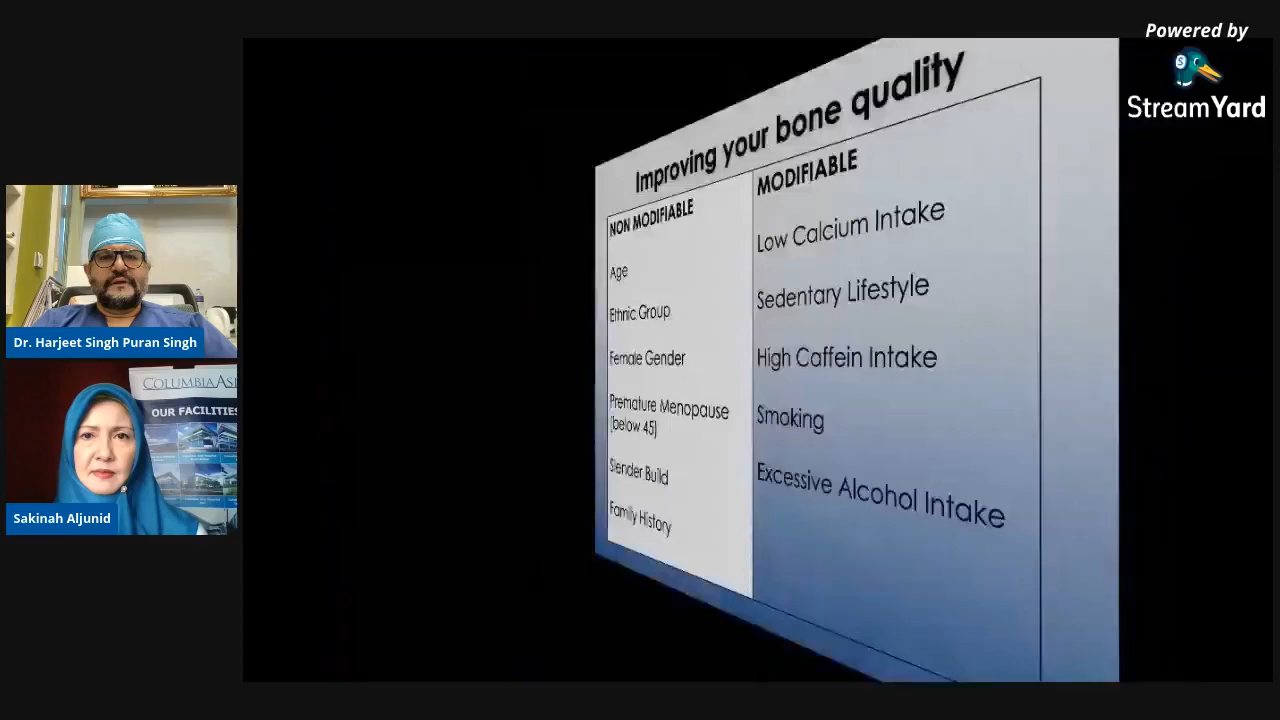 Powered by
StreamYard
Improving your bone quality
NON MODIFIABLE
Age
Ethnic Group
Female Gender
Premature Menopause
(below 45)
Slender Build
Family History
MODIFIABLE
Low Calcium Intake
Sedentary Lifestyle
High Caffein Intake
Smoking
Excessive Alcohol Intake
Dr. Harjeet Singh Puran Singh
COLUMBIA ASI
OUR FACILITIES
Sakinah Aljunid